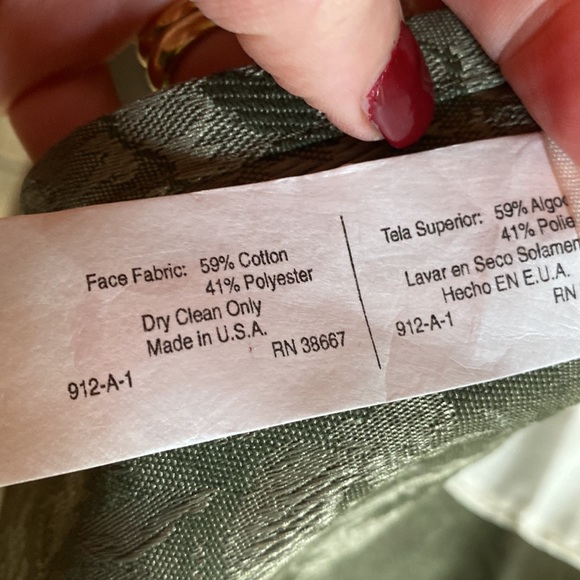 Face Fabric: 59% Cotton
41% Polyester
Dry Clean Only
Made in U.S.A.
RN 38667
912-A-1
Tela Superior: 59%
41%
Lavar en Seco
Hecho EN E.U.A.
RN
912-A-1